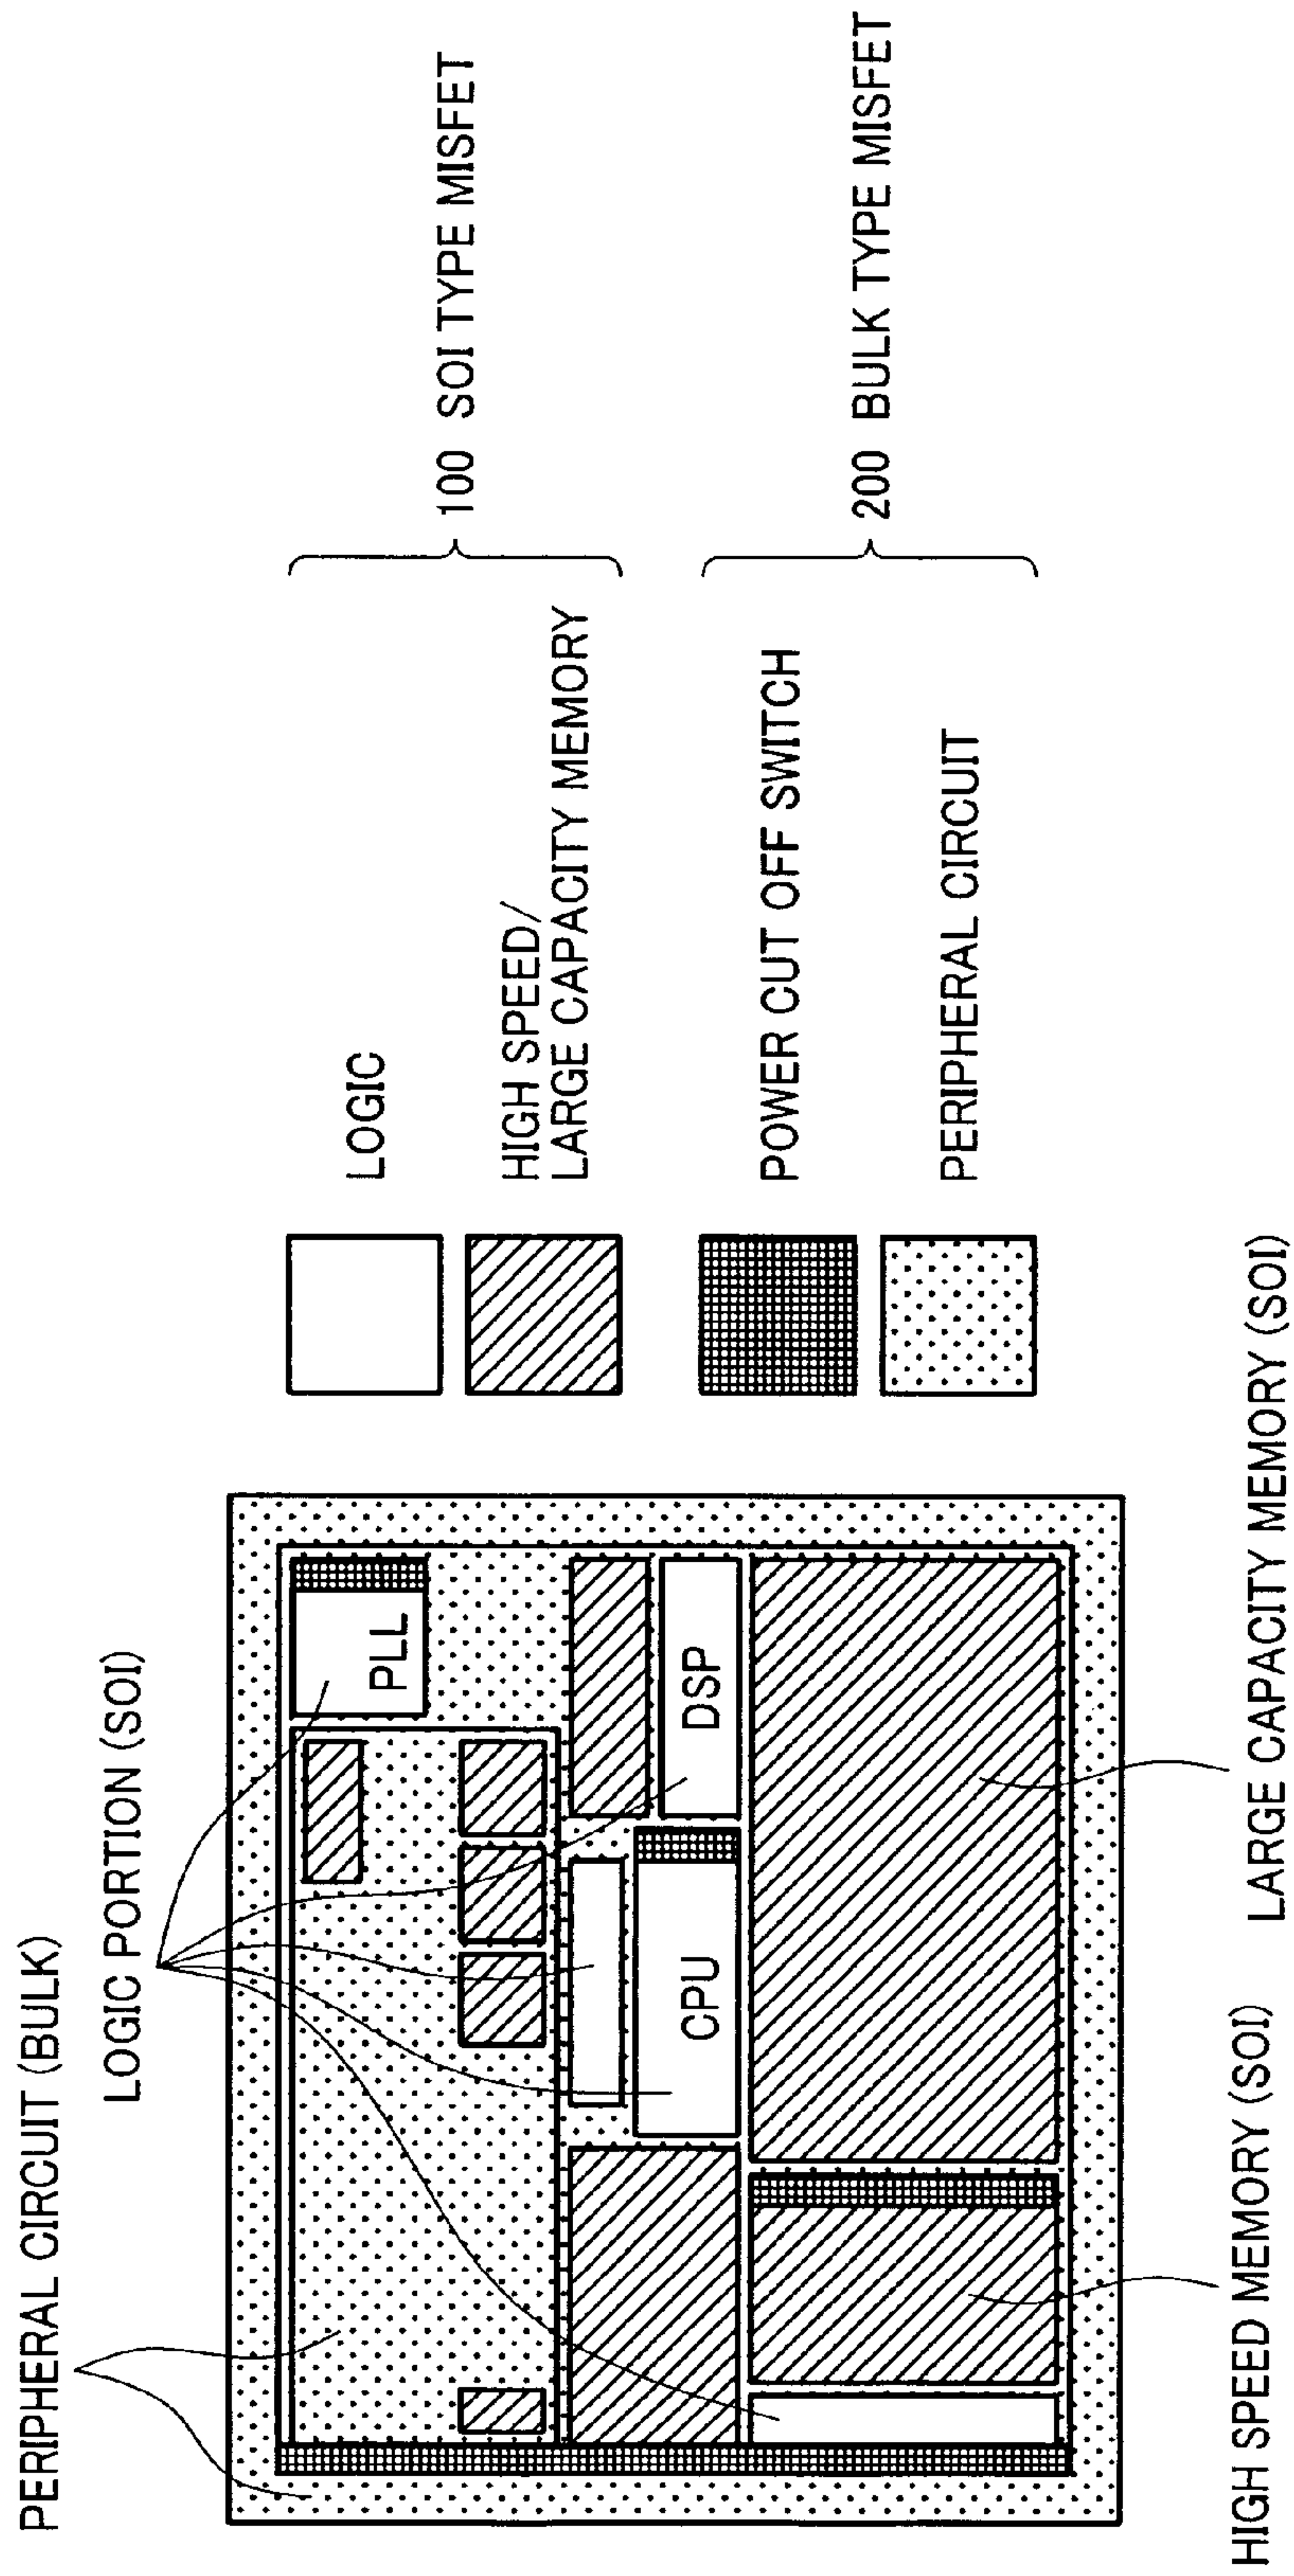 PERIPHERAL CIRCUIT (BULK)
LOGIC PORTION (SOI)
PLL
DSP
CPU
HIGH SPEED MEMORY (SOI)
LARGE CAPACITY MEMORY (SOI)
LOGIC
HIGH SPEED/
LARGE CAPACITY MEMORY
100 SOI TYPE MISFET
POWER CUT OFF SWITCH
PERIPHERAL CIRCUIT
200 BULK TYPE MISFET